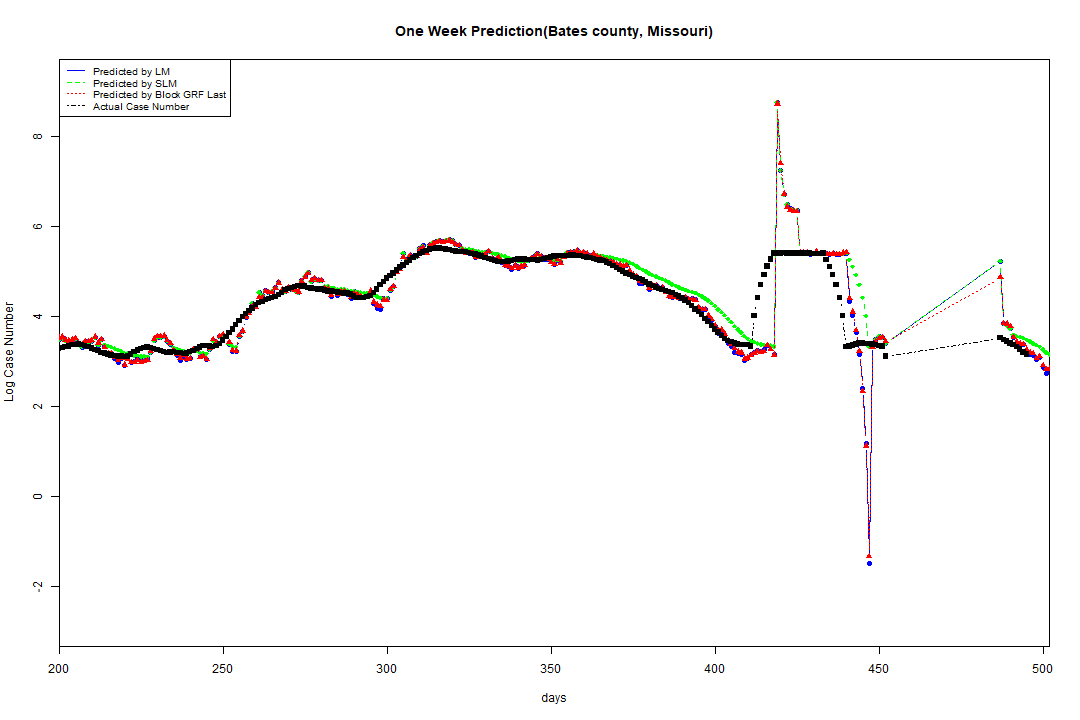 One Week Prediction(Bates county, Missouri)
Predicted by LM
Predicted by SLM
Predicted by Block GRF Last
Actual Case Number
8
6
4
2
0
-2
Log Case Number
200 250 300 350 400 450 500
days